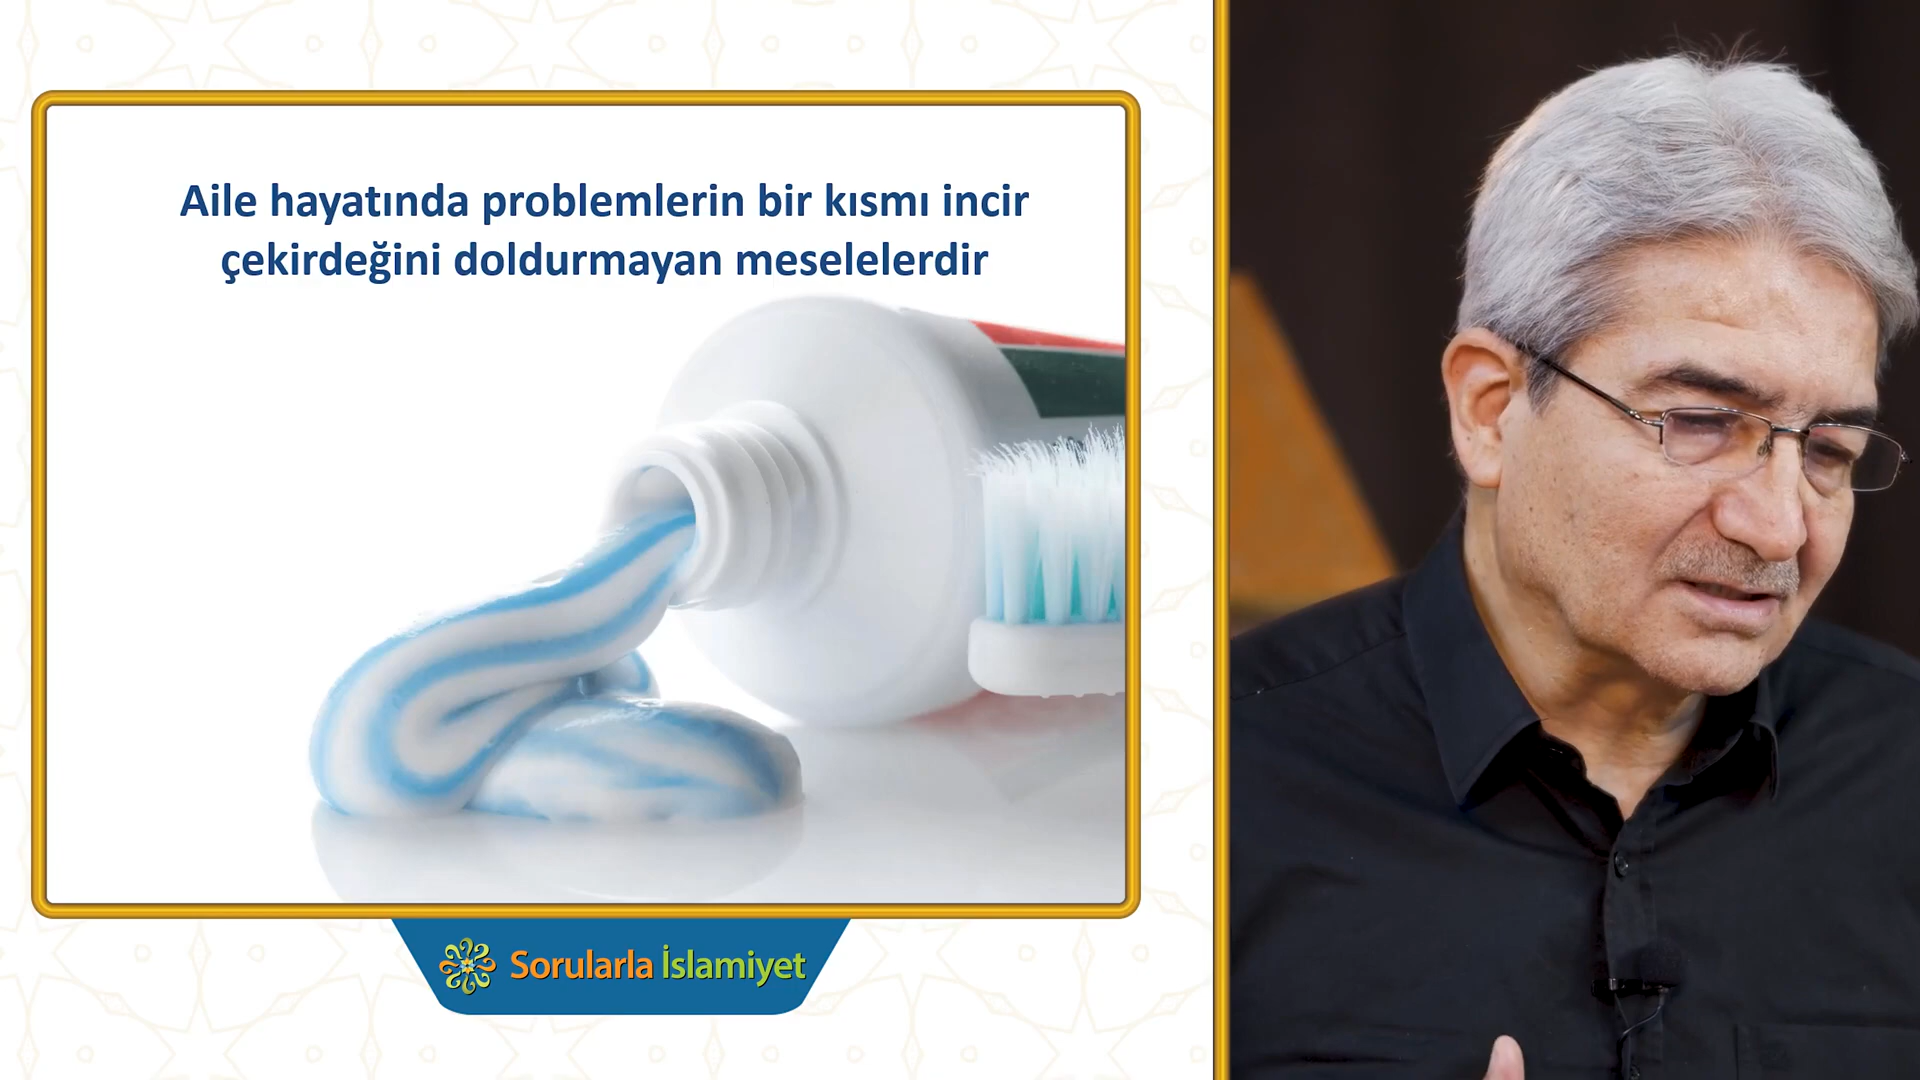 Aile hayatında problemlerin bir kısmı incir
çekirdeğini doldurmayan meselelerdir
Sorularla İslamiyet